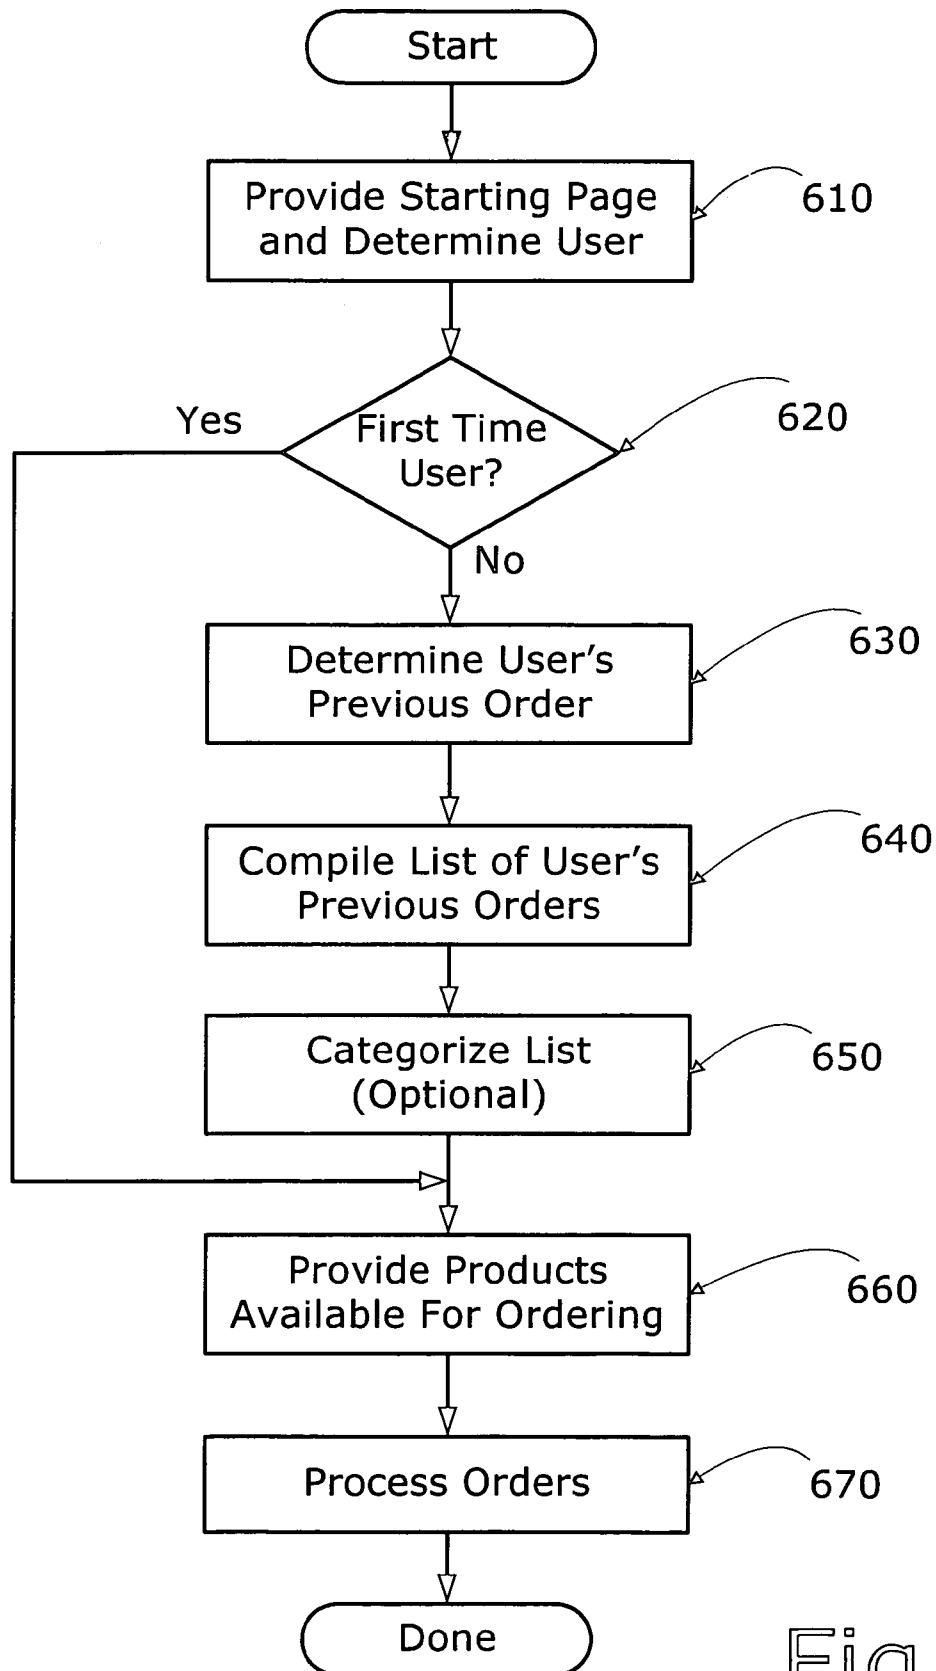 Start
Provide Starting Page
and Determine User
610
First Time
User?
620
Yes
No
Determine User's
Previous Order
630
Compile List of User's
Previous Orders
640
Categorize List
(Optional)
650
Provide Products
Available For Ordering
660
Process Orders
670
Done
Fig